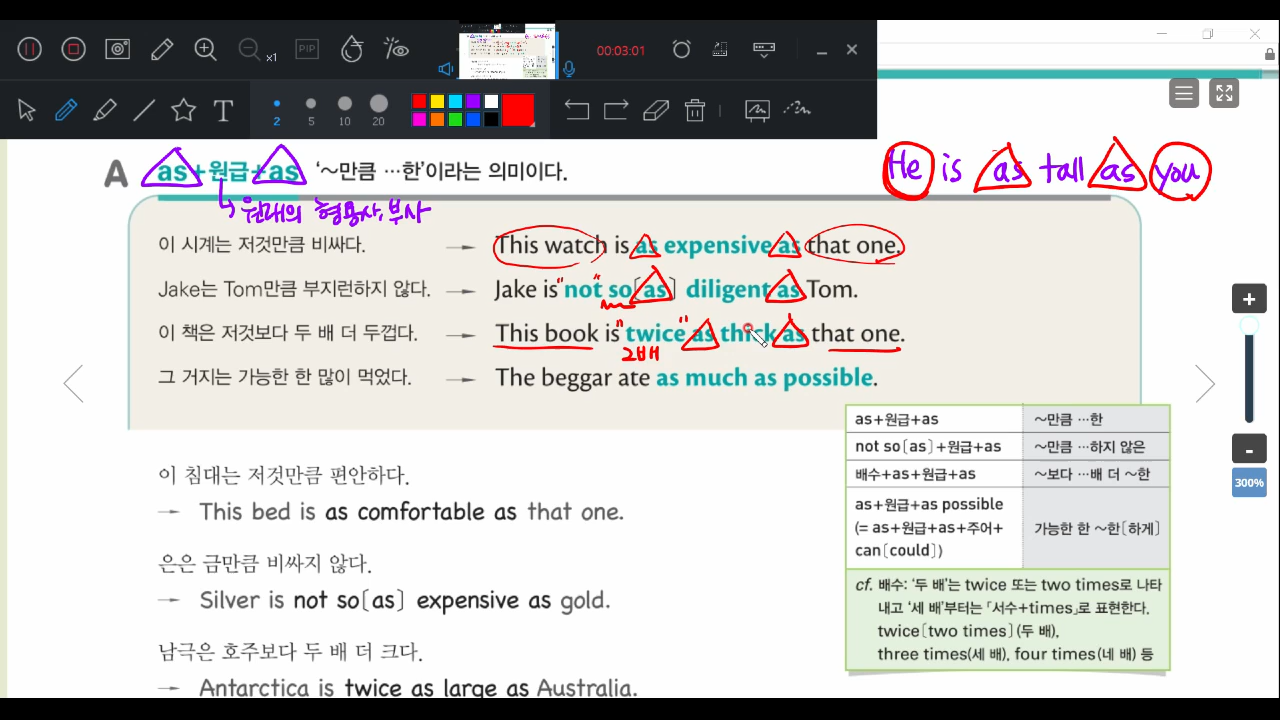 PIP
x1
00:03:01
T
2
5
10
20
A as+원급+as '~만큼 …한'이라는 의미이다.
원래의 형용사, 부사
He is as tall as you
이 시계는 저것만큼 비싸다. → This watch is as expensive as that one.
Jake는 Tom만큼 부지런하지 않다. → Jake is "not" so〔as〕 diligent as Tom.
이 책은 저것보다 두 배 더 두껍다. → This book is "twice" as thick as that one.
2배
그 거지는 가능한 한 많이 먹었다. → The beggar ate as much as possible.
이 침대는 저것만큼 편안하다.
→ This bed is as comfortable as that one.
은은 금만큼 비싸지 않다.
→ Silver is not so〔as〕 expensive as gold.
남극은 호주보다 두 배 더 크다.
→ Antarctica is twice as large as Australia.
as+원급+as ~만큼 …한
not so〔as〕+원급+as ~만큼 …하지 않은
배수+as+원급+as ~보다 …배 더 ~한
as+원급+as possible
(= as+원급+as+주어+
can〔could〕)
가능한 한 ~한〔하게〕
cf. 배수: '두 배'는 twice 또는 two times로 나타
내고 '세 배'부터는 「서수+times」로 표현한다.
twice〔two times〕(두 배),
three times(세 배), four times(네 배) 등
+
-
300%